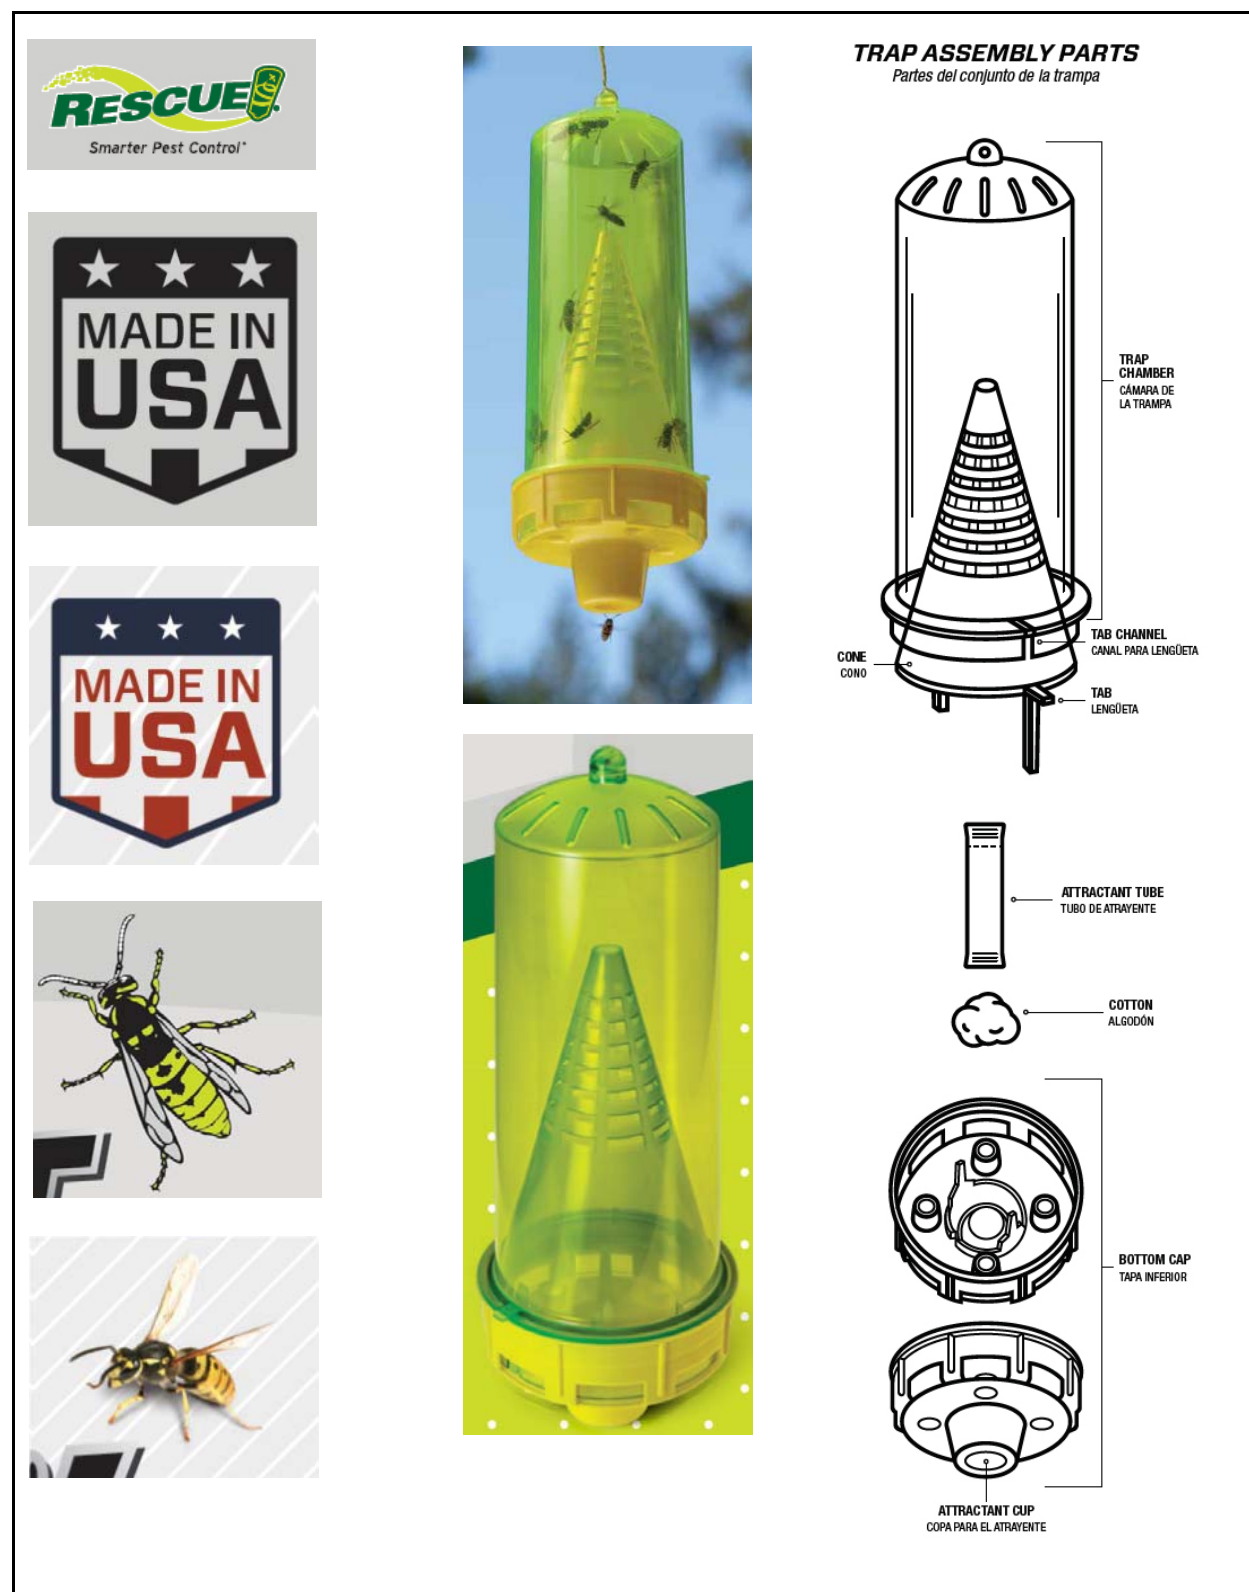 RESCUE!
Smarter Pest Control*
MADE IN
USA
MADE IN
USA
TRAP ASSEMBLY PARTS
Partes del conjunto de la trampa
TRAP
CHAMBER
CÁMARA DE
LA TRAMPA
TAB CHANNEL
CANAL PARA LENGÜETA
CONE
CONO
TAB
LENGÜETA
ATTRACTANT TUBE
TUBO DE ATRAYENTE
COTTON
ALGODÓN
BOTTOM CAP
TAPA INFERIOR
ATTRACTANT CUP
COPA PARA EL ATRAYENTE